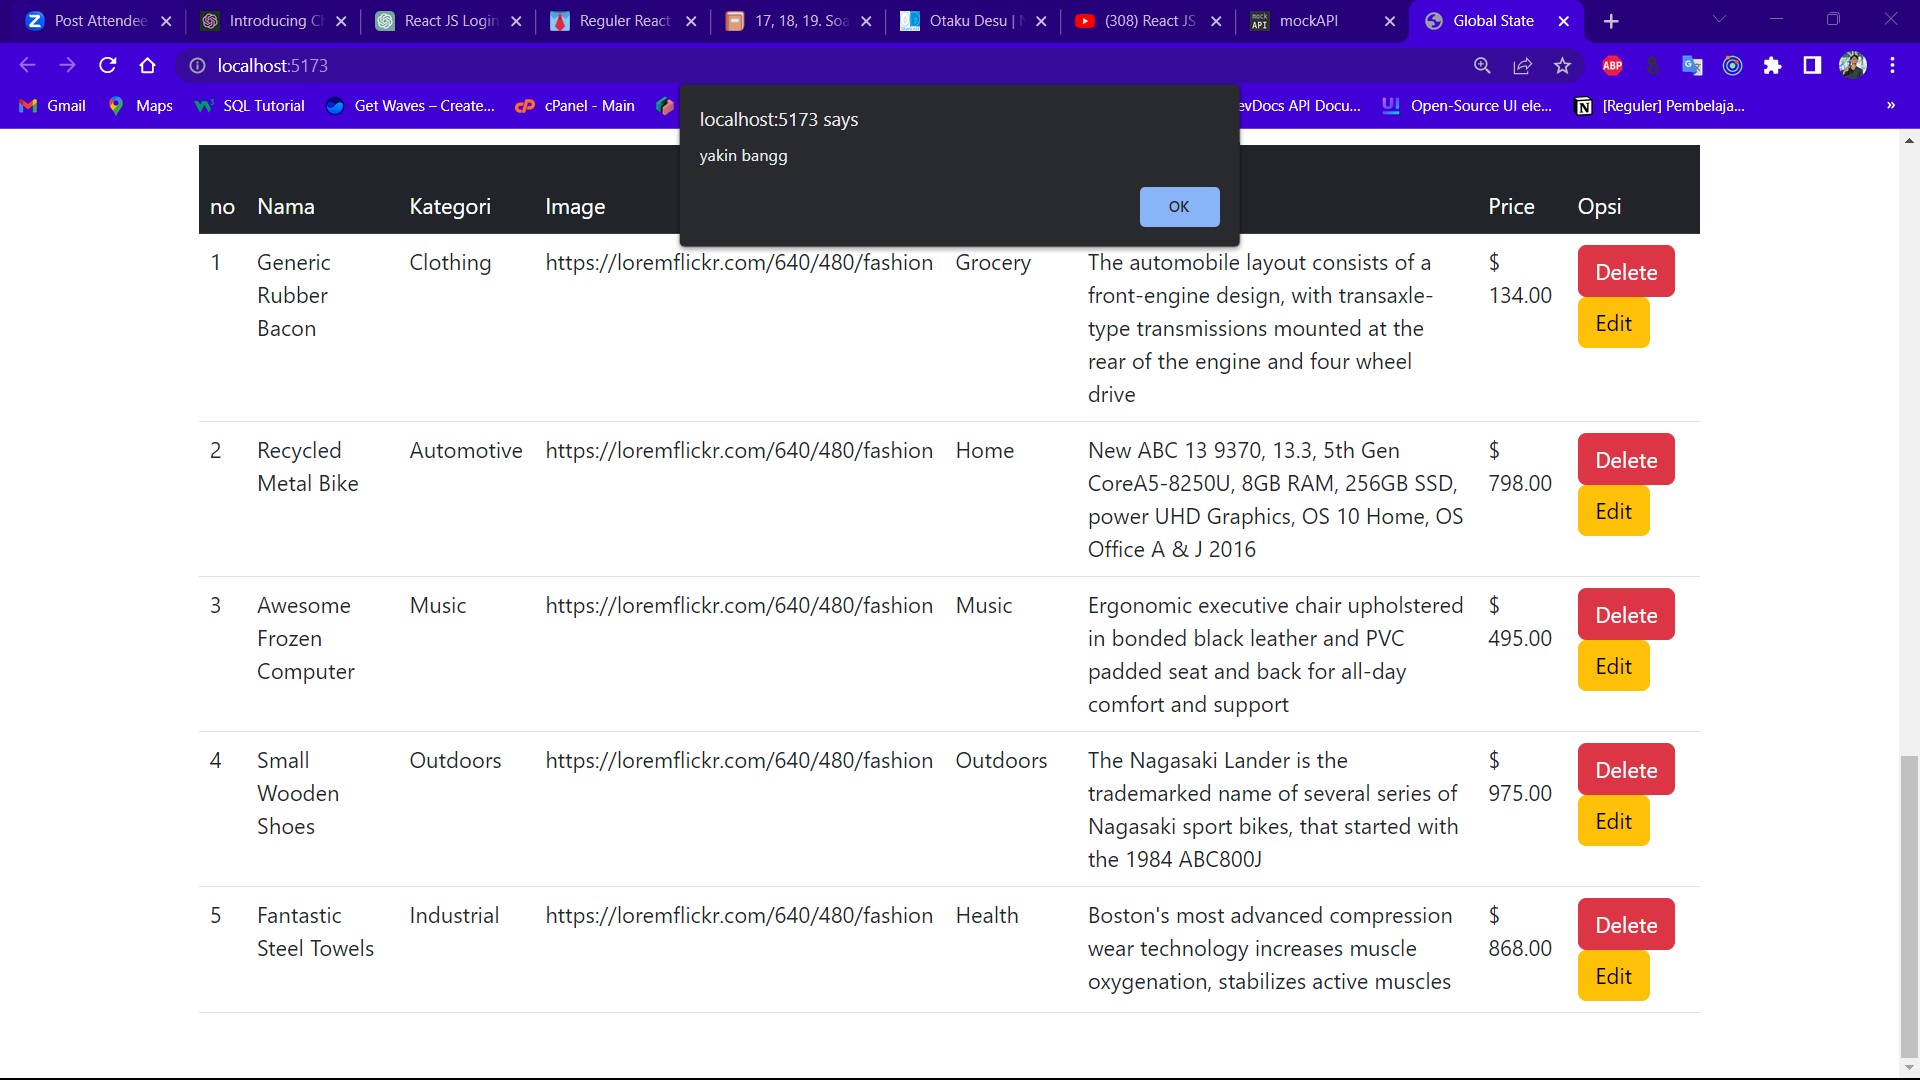 Post Attendee
Introducing Ch
React JS Login
Reguler React
17, 18, 19. Soa
Otaku Desu | N
(308) React JS
mock API
mockAPI
Global State
localhost:5173
ABP
Gmail
Maps
SQL Tutorial
Get Waves – Create...
cPanel - Main
evDocs API Docu...
Open-Source UI ele...
[Reguler] Pembelaja...
»
localhost:5173 says
yakin bangg
OK
no Nama Kategori Image Price Opsi
1 Generic Rubber Bacon Clothing https://loremflickr.com/640/480/fashion Grocery
The automobile layout consists of a
front-engine design, with transaxle-
type transmissions mounted at the
rear of the engine and four wheel
drive
$ 134.00
Delete
Edit
2 Recycled Metal Bike Automotive https://loremflickr.com/640/480/fashion Home
New ABC 13 9370, 13.3, 5th Gen
CoreA5-8250U, 8GB RAM, 256GB SSD,
power UHD Graphics, OS 10 Home, OS
Office A & J 2016
$ 798.00
Delete
Edit
3 Awesome Frozen Computer Music https://loremflickr.com/640/480/fashion Music
Ergonomic executive chair upholstered
in bonded black leather and PVC
padded seat and back for all-day
comfort and support
$ 495.00
Delete
Edit
4 Small Wooden Shoes Outdoors https://loremflickr.com/640/480/fashion Outdoors
The Nagasaki Lander is the
trademarked name of several series of
Nagasaki sport bikes, that started with
the 1984 ABC800J
$ 975.00
Delete
Edit
5 Fantastic Steel Towels Industrial https://loremflickr.com/640/480/fashion Health
Boston's most advanced compression
wear technology increases muscle
oxygenation, stabilizes active muscles
$ 868.00
Delete
Edit